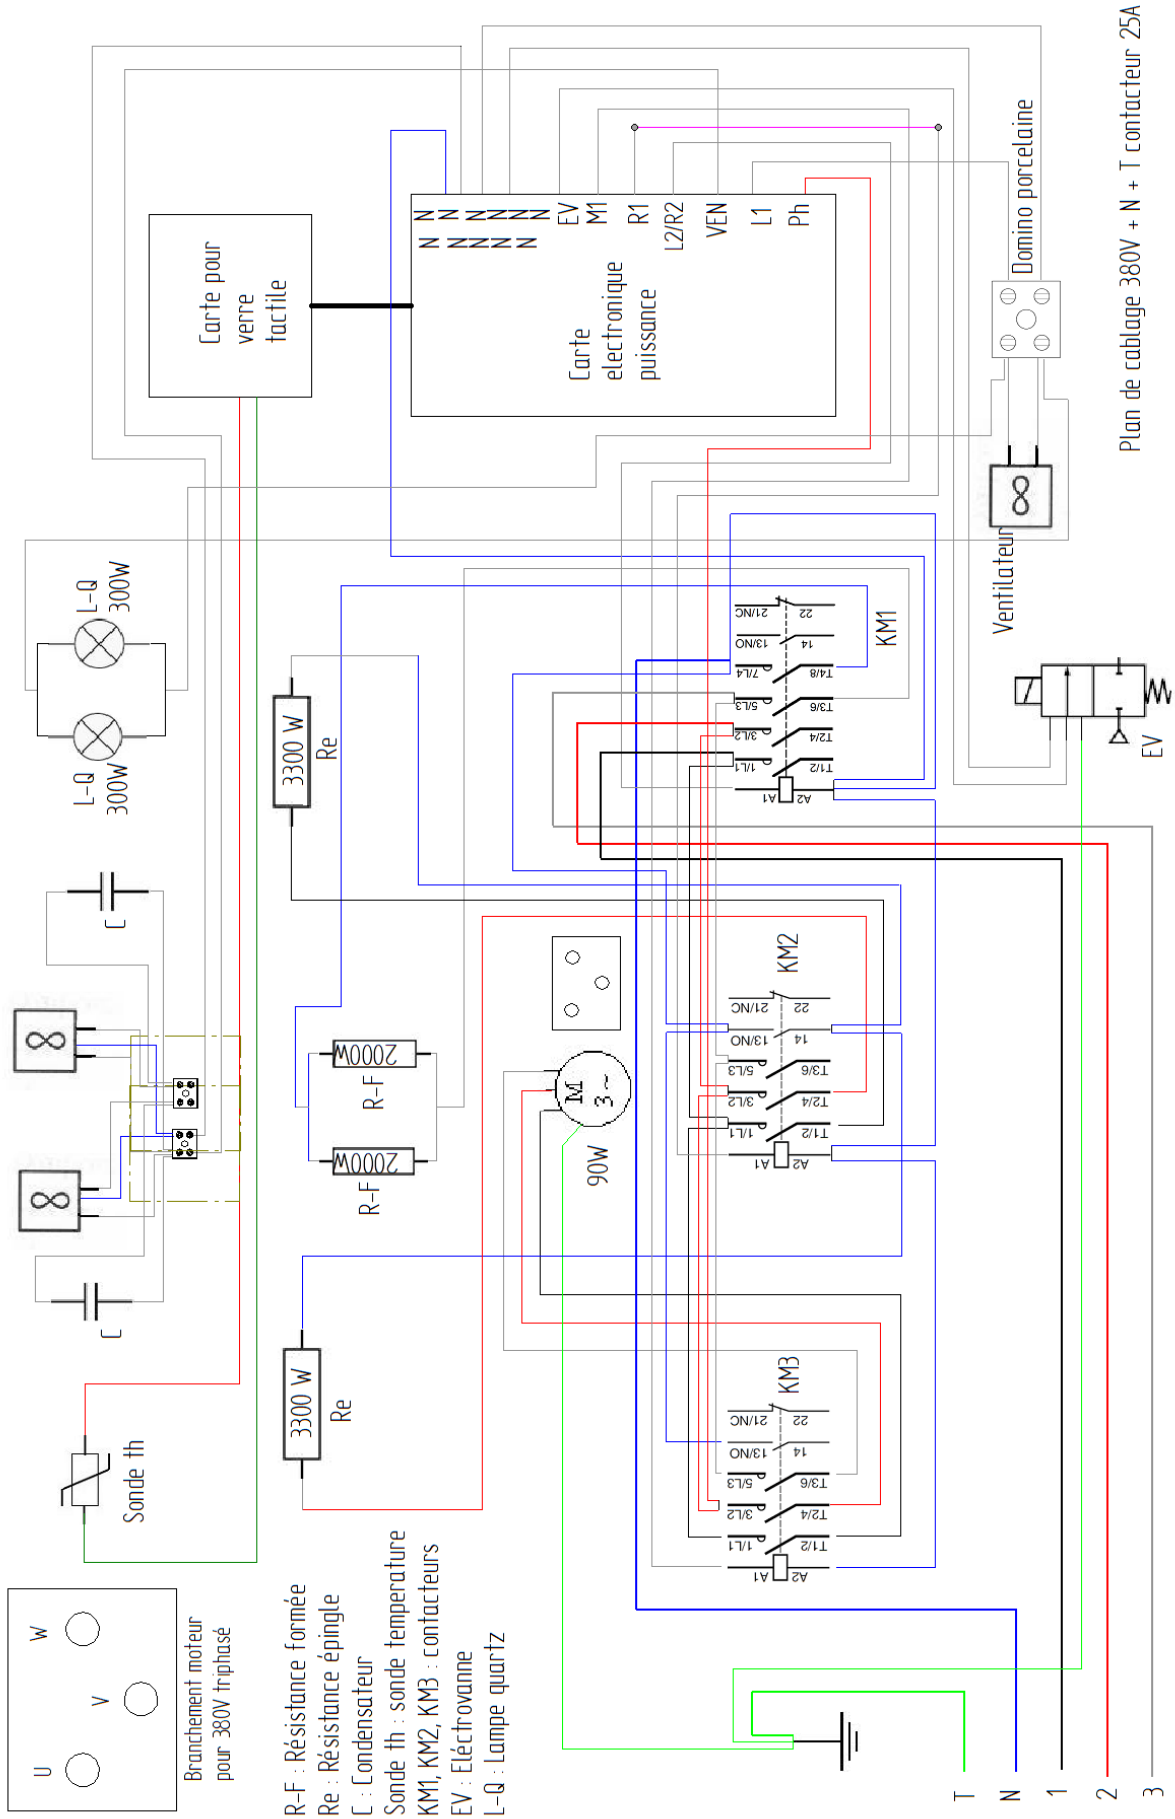 Plan de cablage 380V + N + T contacteur 25A
Carte pour
verre
tactile
Carte
electronique
puissance
N
N
N
N
N
N
N
N
N
N
N
EV
M1
R1
L2/R2
VEN
L1
Ph
Domino porcelaine
Ventilateur
EV
L-Q
300W
L-Q
300W
C
C
3300 W
Re
2000W
R-F
2000W
R-F
3300 W
Re
M
3~
90W
Sonde th
KM1
21/NC
22
13/NO
14
7/L4
T4/8
5/L3
T3/6
3/L2
T2/4
1/L1
T1/2
A1
A2
KM2
21/NC
22
13/NO
14
5/L3
T3/6
3/L2
T2/4
1/L1
T1/2
A1
A2
KM3
21/NC
22
13/NO
14
5/L3
T3/6
3/L2
T2/4
1/L1
T1/2
A1
A2
U
V
W
Branchement moteur
pour 380V triphasé
R-F : Résistance formée
Re : Résistance épingle
C : Condensateur
Sonde th : sonde temperature
KM1, KM2, KM3 : contacteurs
EV : Eléctrovanne
L-Q : Lampe quartz
T
N
1
2
3